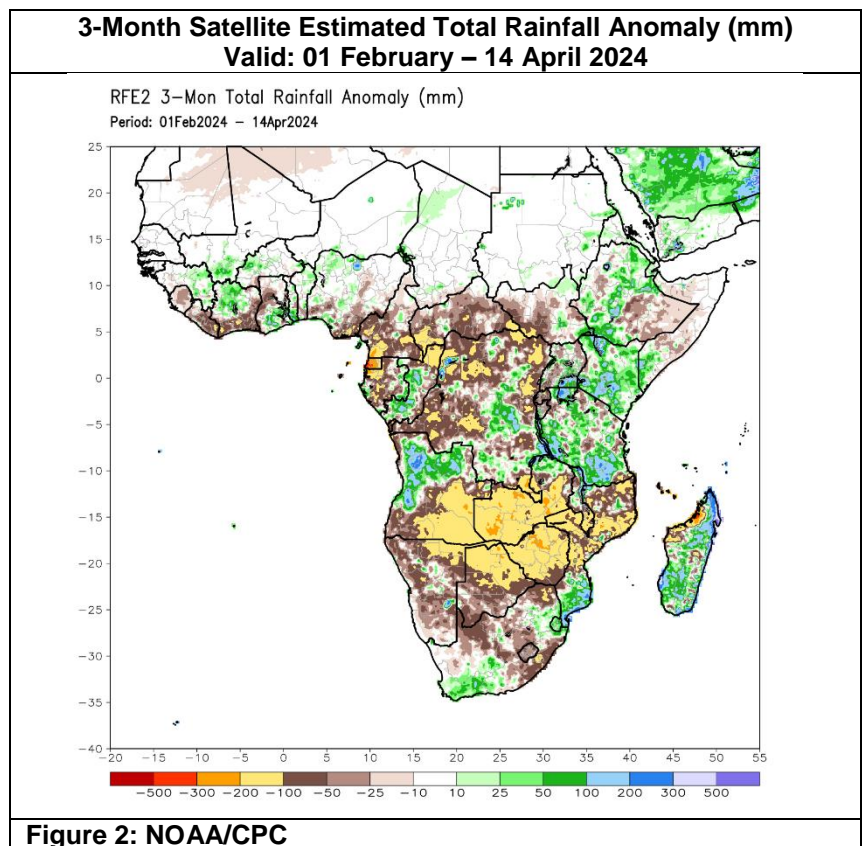 3-Month Satellite Estimated Total Rainfall Anomaly (mm)
Valid: 01 February – 14 April 2024
RFE2 3-Mon Total Rainfall Anomaly (mm)
Period: 01Feb2024 – 14Apr2024
25
20
15
10
5
0
-5
-10
-15
-20
-25
-30
-35
-40
-20 -15 -10 -5 0 5 10 15 20 25 30 35 40 45 50 55
-500 -300 -200 -100 -50 -25 -10 10 25 50 100 200 300 500
Figure 2: NOAA/CPC